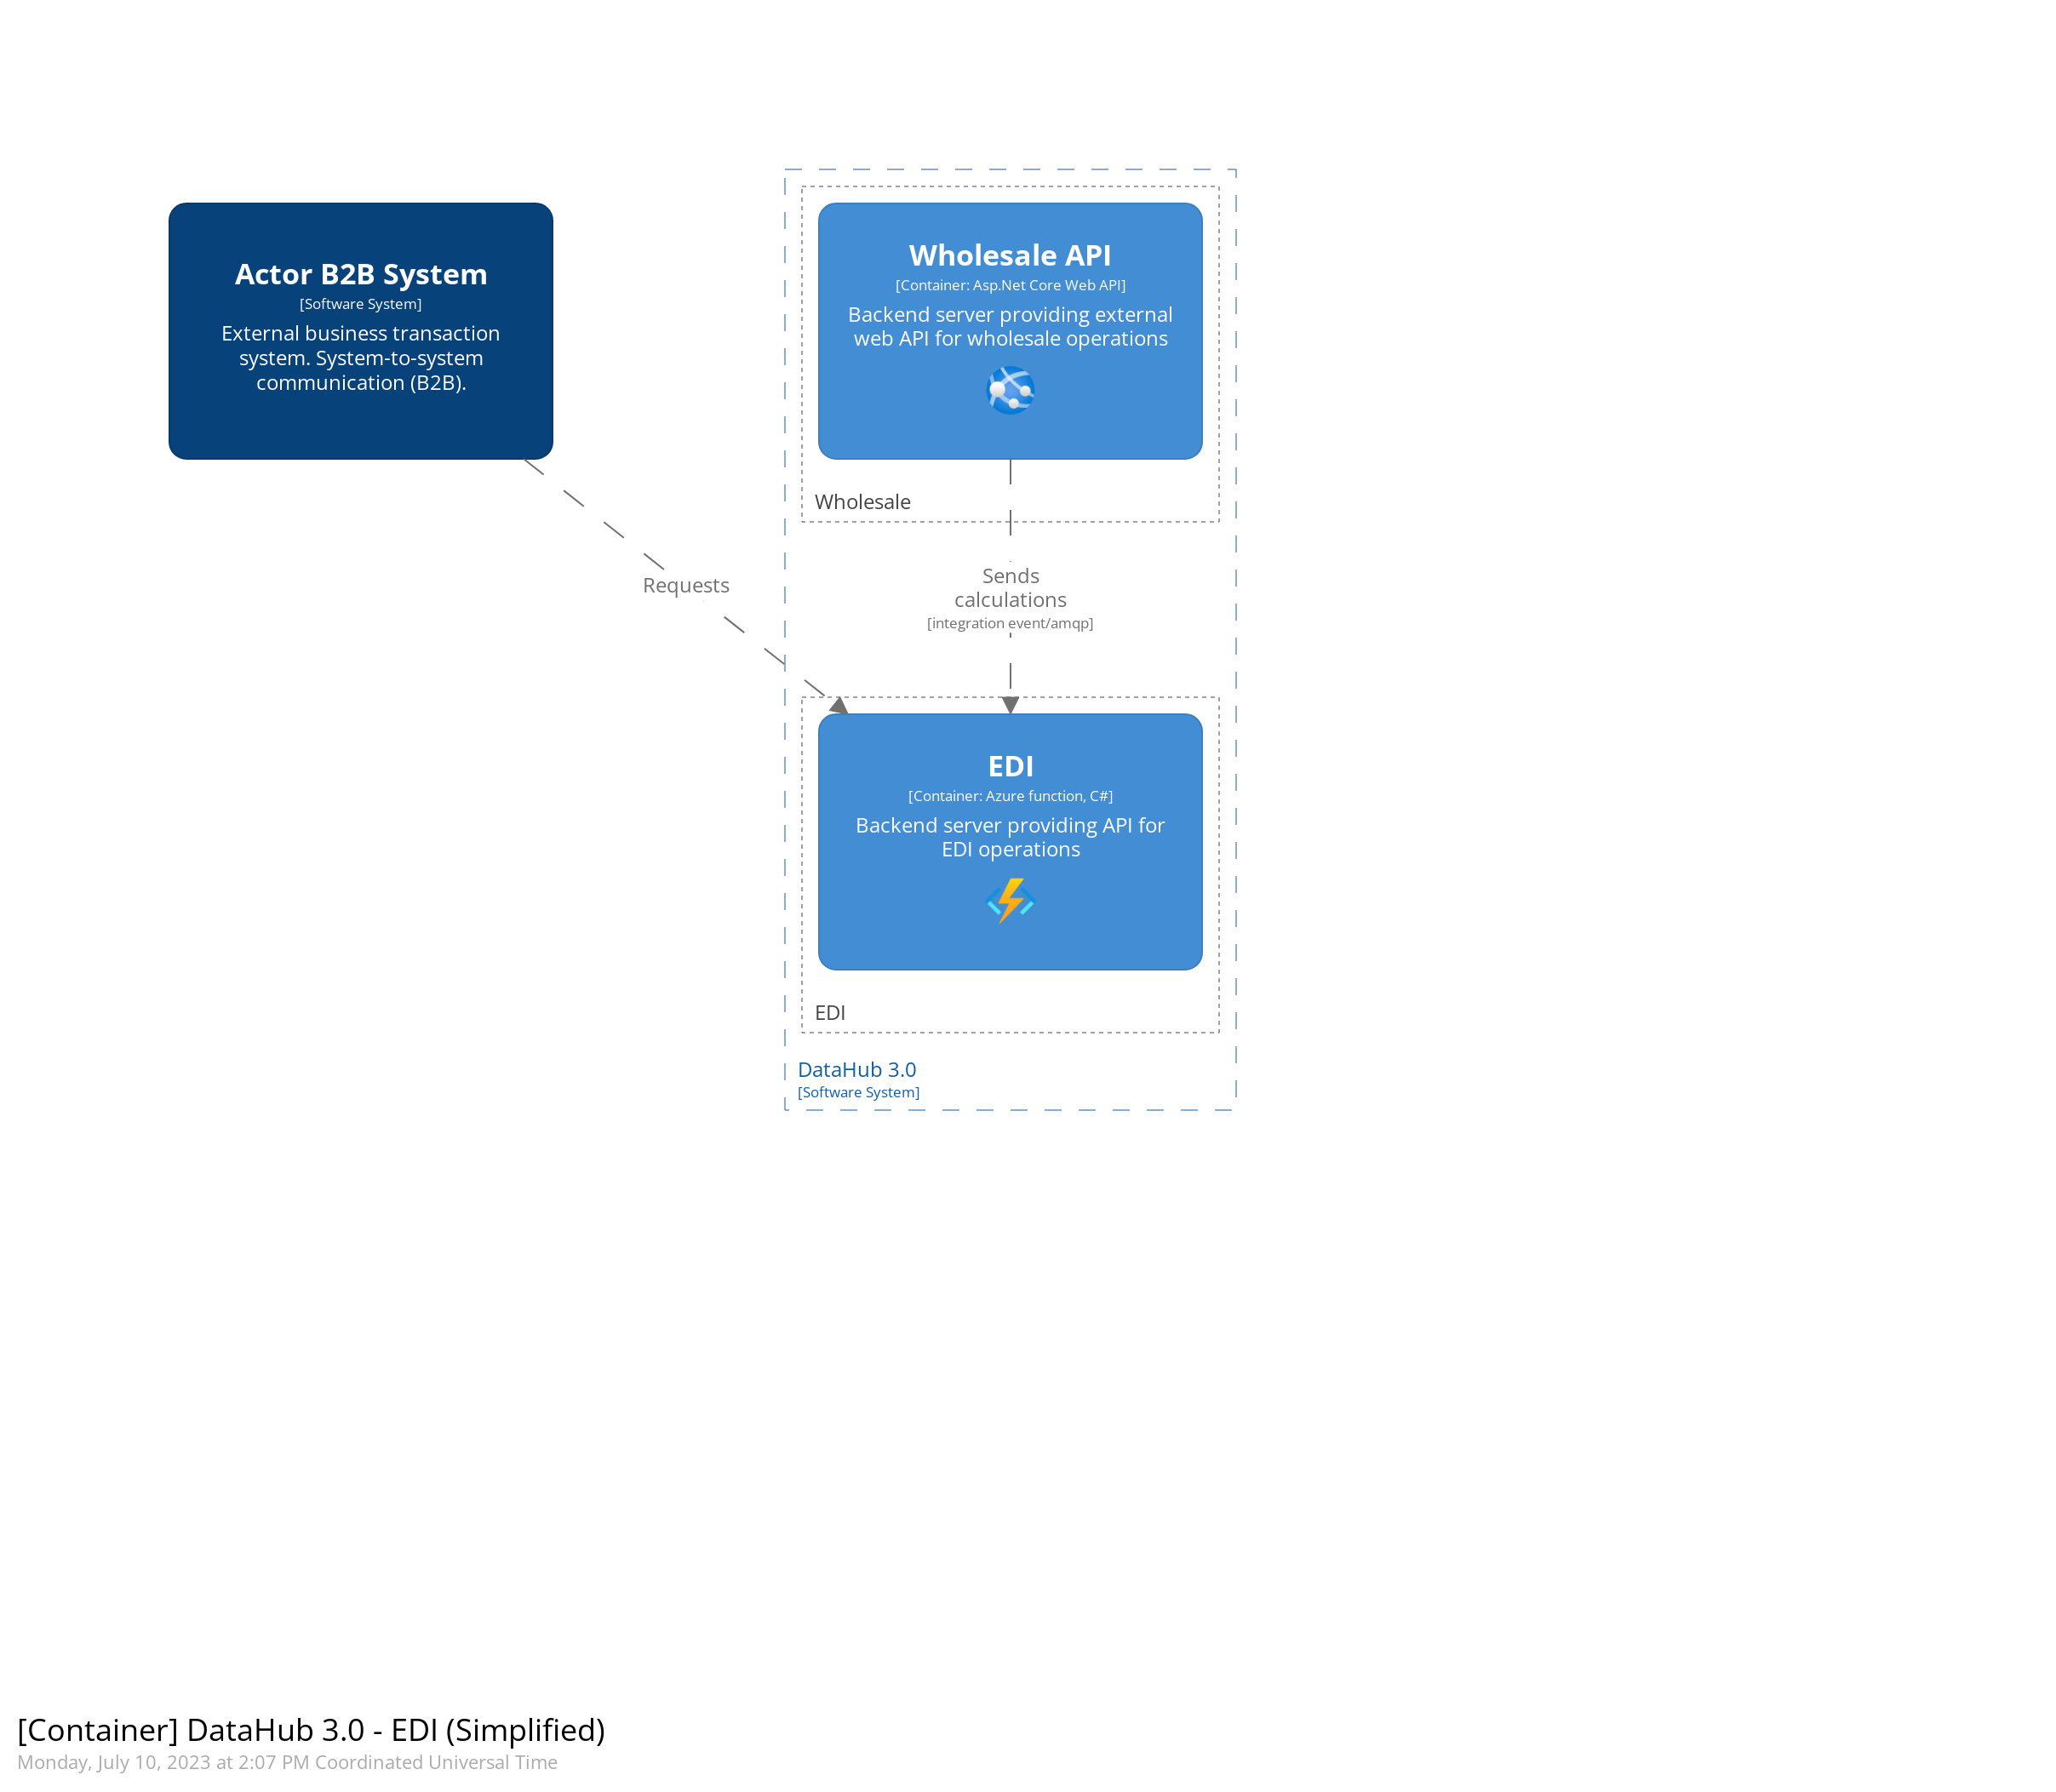 Actor B2B System
[Software System]
External business transaction
system. System-to-system
communication (B2B).
Wholesale API
[Container: Asp.Net Core Web API]
Backend server providing external
web API for wholesale operations
Wholesale
Requests
Sends
calculations
[integration event/amqp]
EDI
[Container: Azure function, C#]
Backend server providing API for
EDI operations
EDI
DataHub 3.0
[Software System]
[Container] DataHub 3.0 - EDI (Simplified)
Monday, July 10, 2023 at 2:07 PM Coordinated Universal Time